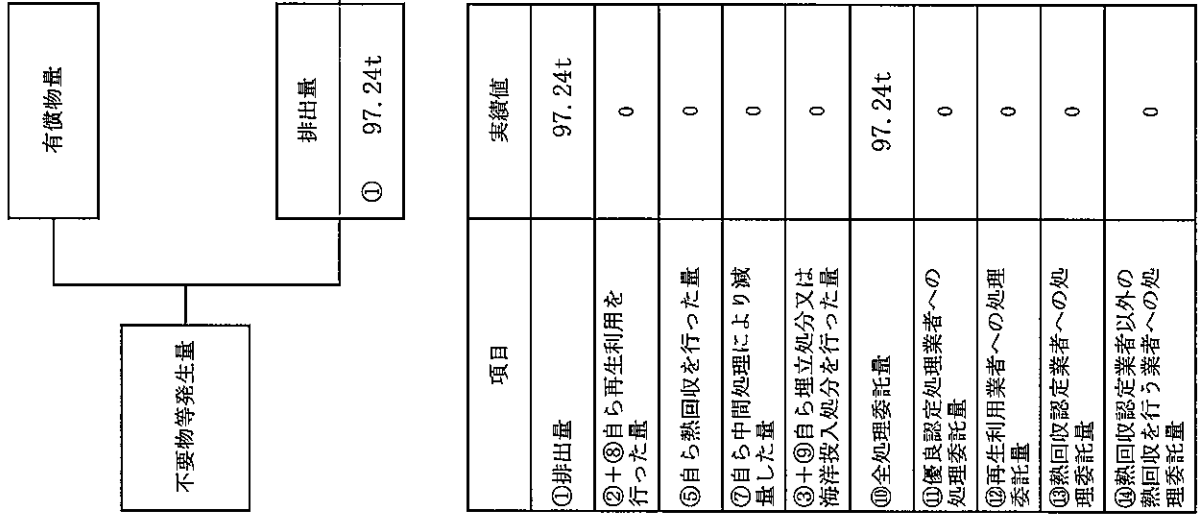 不要物等発生量
有償物量
排出量
① 97.24t
項目
実績値
①排出量
97.24t
②+⑧自ら再生利用を
行った量
0
⑤自ら熱回収を行った量
0
⑦自ら中間処理により減
量した量
0
③+⑨自ら埋立処分又は
海洋投入処分を行った量
0
⑩全処理委託量
97.24t
⑪優良認定処理業者への
処理委託量
0
⑫再生利用業者への処理
委託量
0
⑬熱回収認定業者への処
理委託量
0
⑭熱回収認定業者以外の
熱回収を行う業者への処
理委託量
0